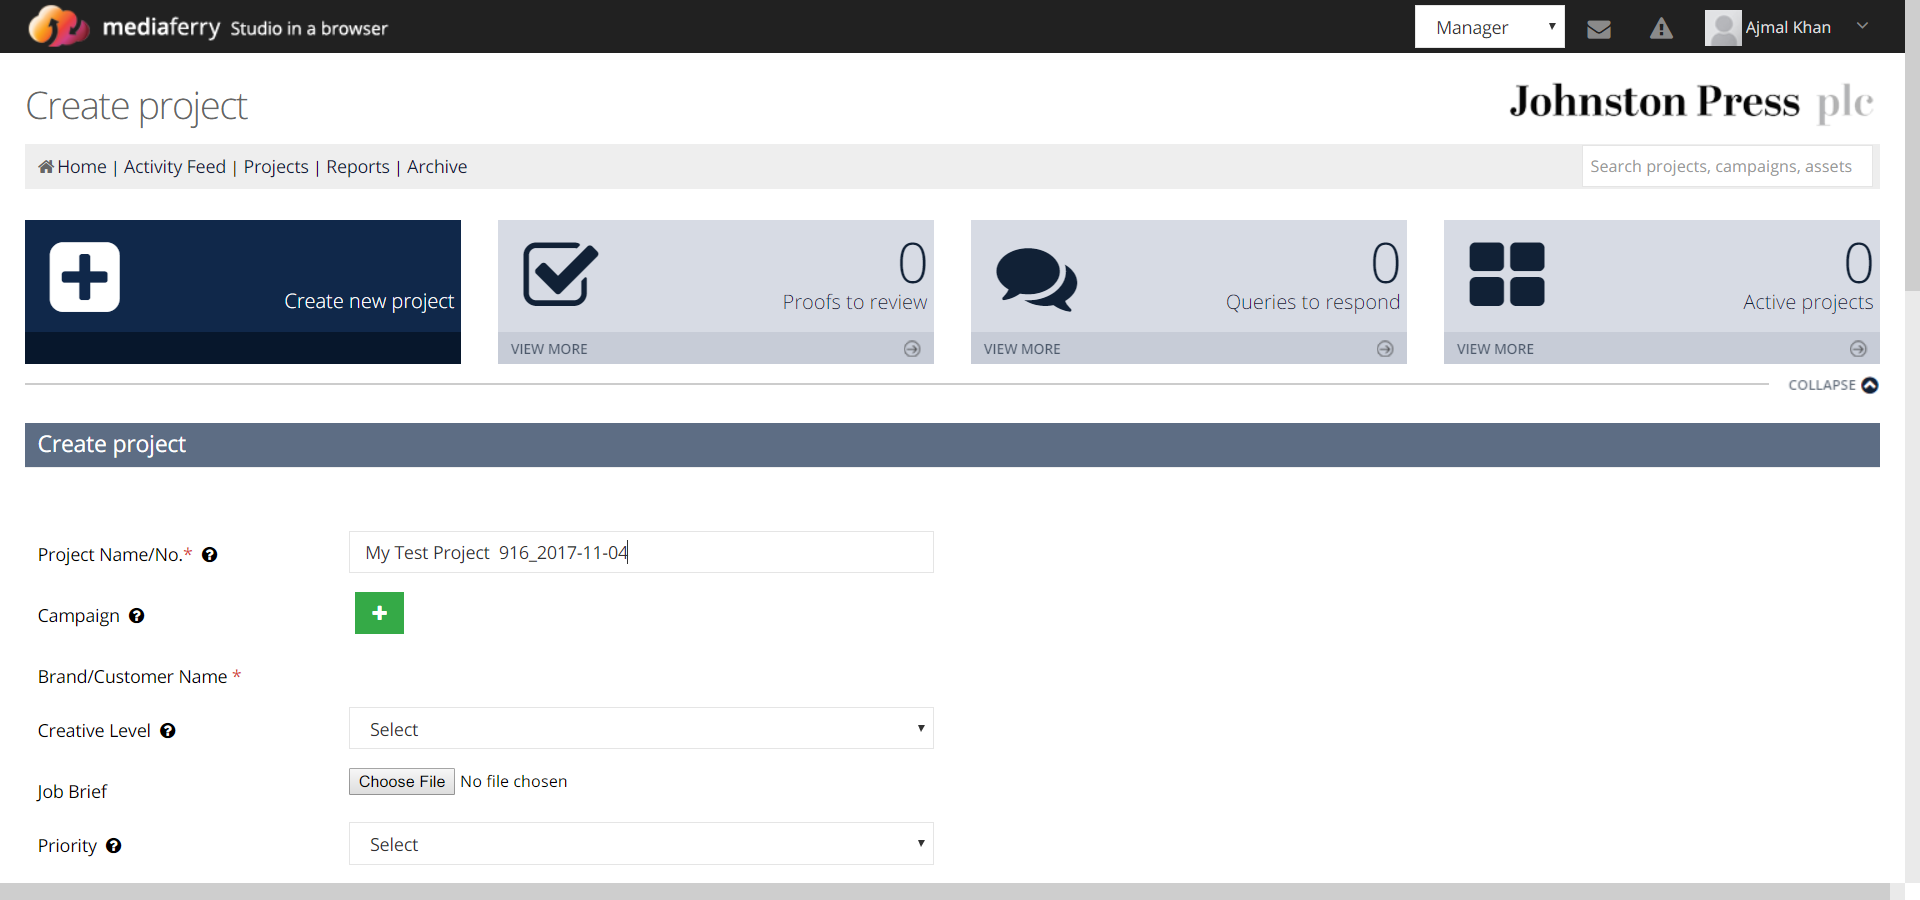 mediaferry Studio in a browser
Manager
Ajmal Khan
Create project
Johnston Press plc
Home | Activity Feed | Projects | Reports | Archive
Search projects, campaigns, assets
Create new project
0
Proofs to review
VIEW MORE
0
Queries to respond
VIEW MORE
0
Active projects
VIEW MORE
COLLAPSE
Create project
Project Name/No.*
My Test Project  916_2017-11-04
Campaign
Brand/Customer Name *
Creative Level
Select
Job Brief
Choose File No file chosen
Priority
Select